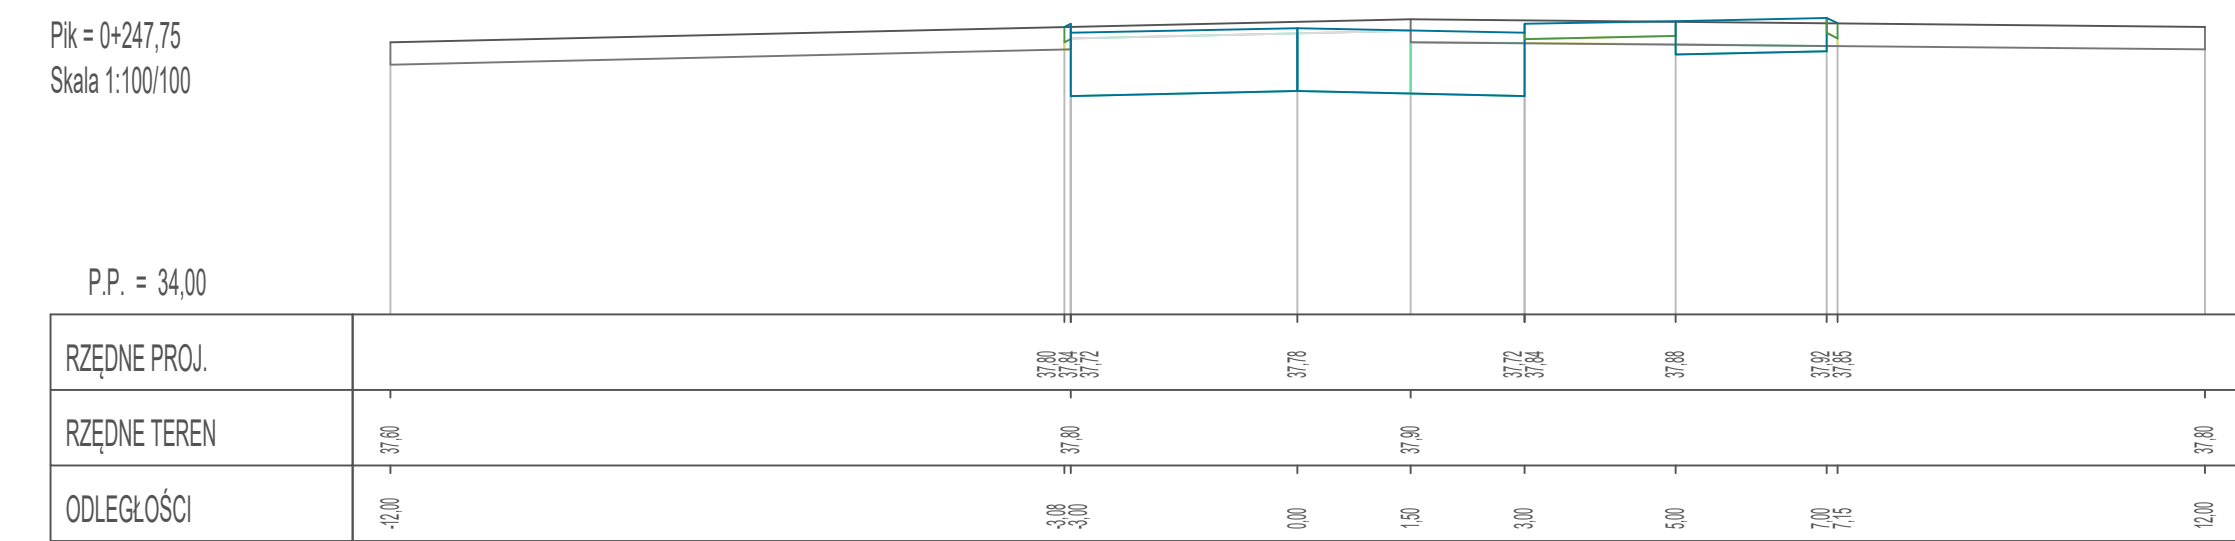 Pik = 0+247,75
Skala 1:100/100
P.P. = 34,00
RZĘDNE PROJ. 37,80 37,84 37,72 37,78 37,72 37,84 37,88 37,92 37,85
RZĘDNE TEREN 37,60 37,80 37,90 37,80
ODLEGŁOŚCI -12,00 -3,08 -3,00 0,00 1,50 3,00 5,00 7,00 7,15 12,00